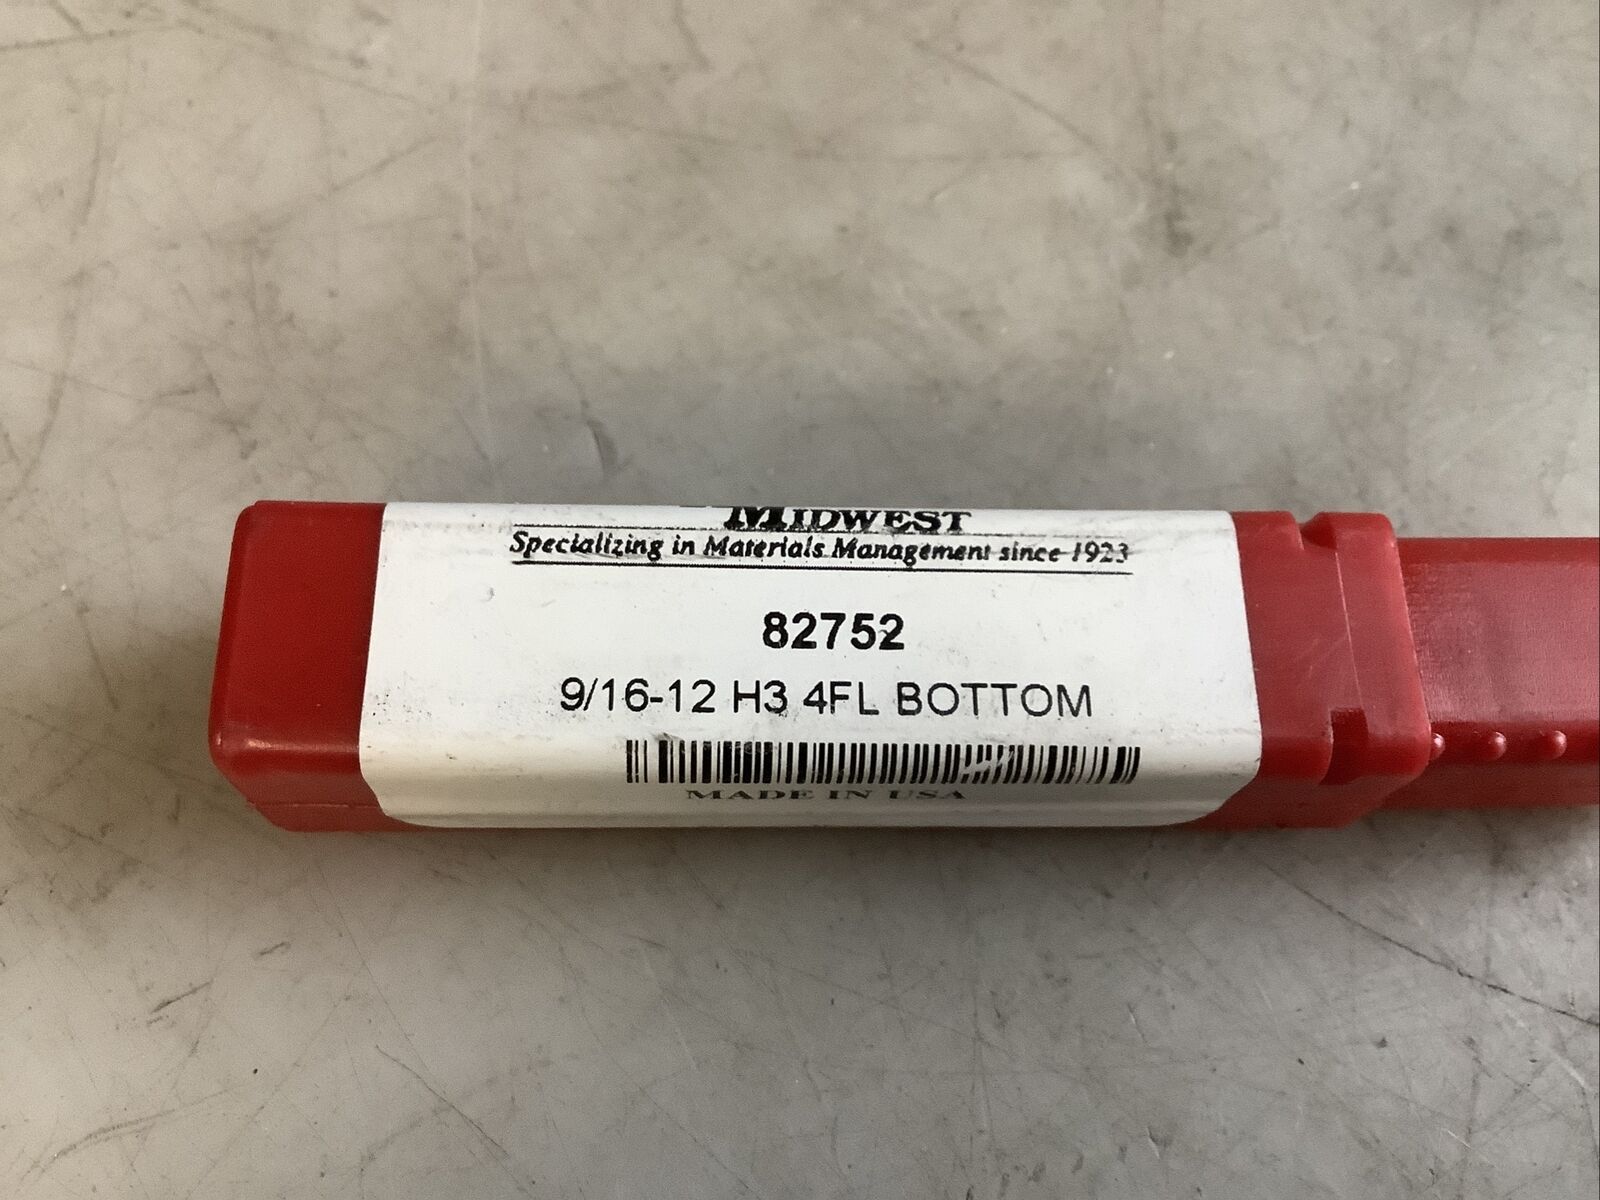 MIDWEST
Specializing in Materials Management since 1923
82752
9/16-12 H3 4FL BOTTOM
MADE IN USA